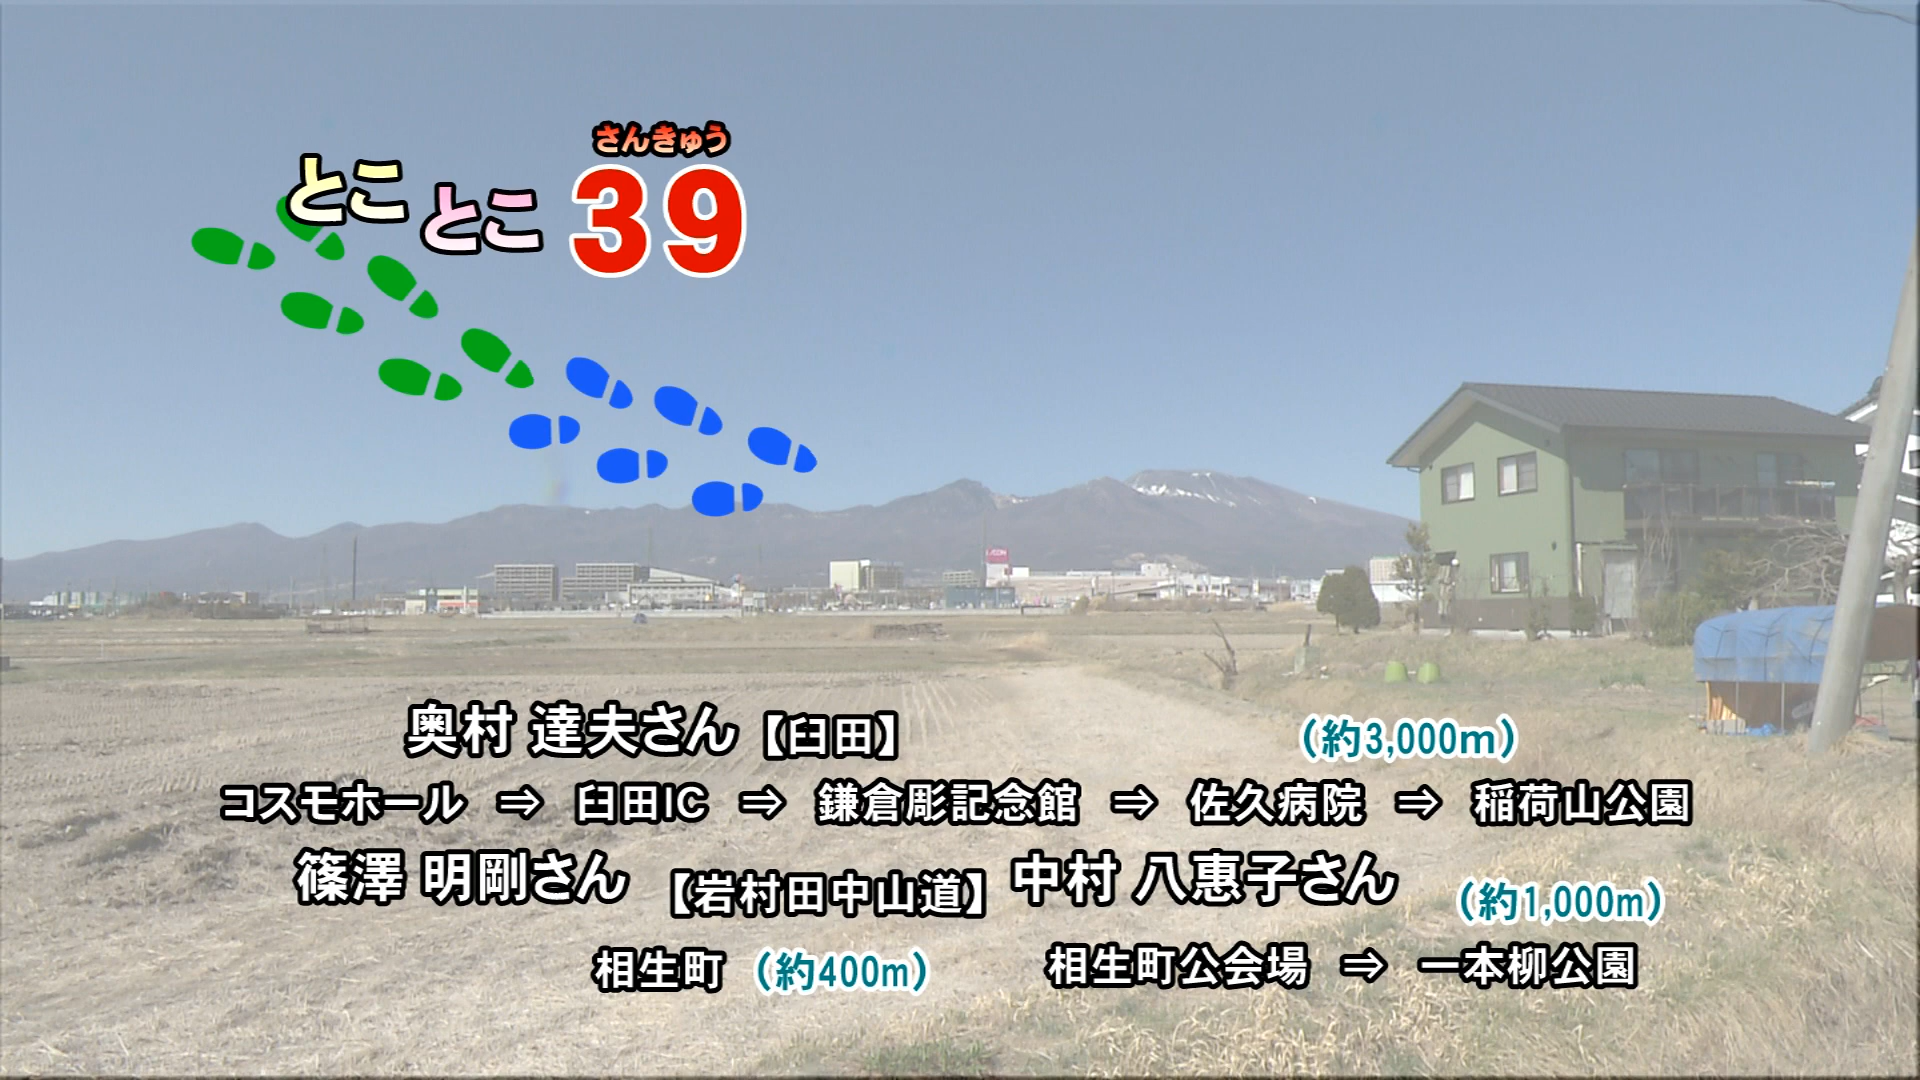 さんきゅう
とことこ39
奥村 達夫さん【臼田】 (約3,000m)
コスモホール ⇒ 臼田IC ⇒ 鎌倉彫記念館 ⇒ 佐久病院 ⇒ 稲荷山公園
篠澤 明剛さん 【岩村田中山道】 中村 八惠子さん (約1,000m)
相生町 (約400m) 相生町公会場 ⇒ 一本柳公園